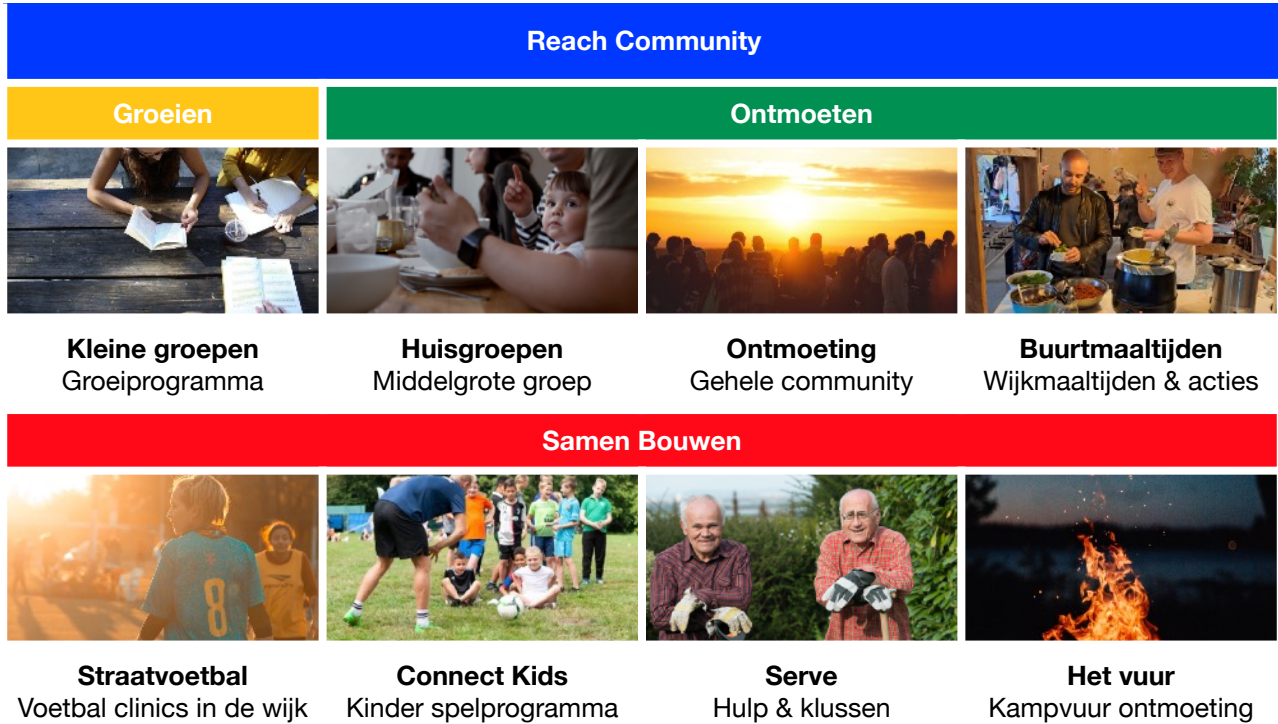 Reach Community
Groeien
Ontmoeten
Kleine groepen
Groeiprogramma
Huisgroepen
Middelgrote groep
Ontmoeting
Gehele community
Buurtmaaltijden
Wijkmaaltijden & acties
Samen Bouwen
8
Straatvoetbal
Voetbal clinics in de wijk
Connect Kids
Kinder spelprogramma
Serve
Hulp & klussen
Het vuur
Kampvuur ontmoeting